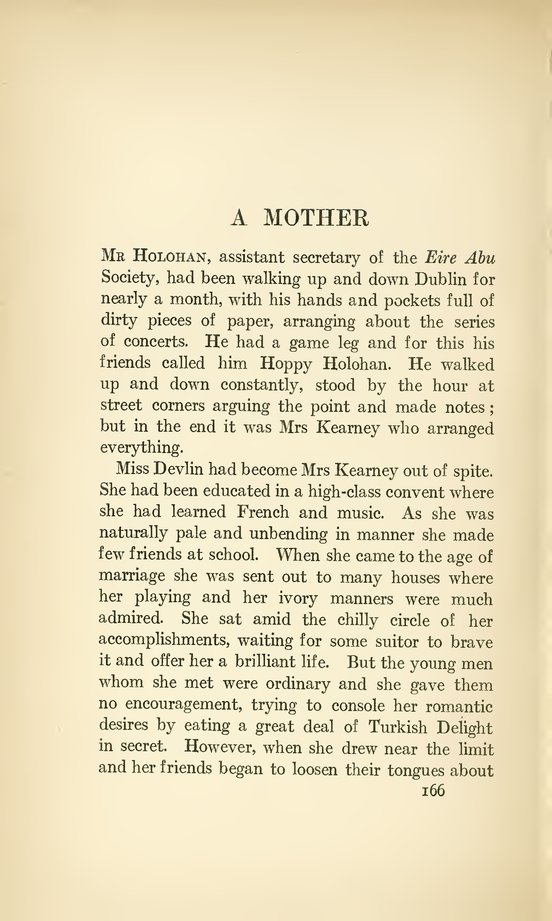 A MOTHER
MR HOLOHAN, assistant secretary of the Eire Abu
Society, had been walking up and down Dublin for
nearly a month, with his hands and pockets full of
dirty pieces of paper, arranging about the series
of concerts. He had a game leg and for this his
friends called him Hoppy Holohan. He walked
up and down constantly, stood by the hour at
street corners arguing the point and made notes;
but in the end it was Mrs Kearney who arranged
everything.
Miss Devlin had become Mrs Kearney out of spite.
She had been educated in a high-class convent where
she had learned French and music. As she was
naturally pale and unbending in manner she made
few friends at school. When she came to the age of
marriage she was sent out to many houses where
her playing and her ivory manners were much
admired. She sat amid the chilly circle of her
accomplishments, waiting for some suitor to brave
it and offer her a brilliant life. But the young men
whom she met were ordinary and she gave them
no encouragement, trying to console her romantic
desires by eating a great deal of Turkish Delight
in secret. However, when she drew near the limit
and her friends began to loosen their tongues about
166